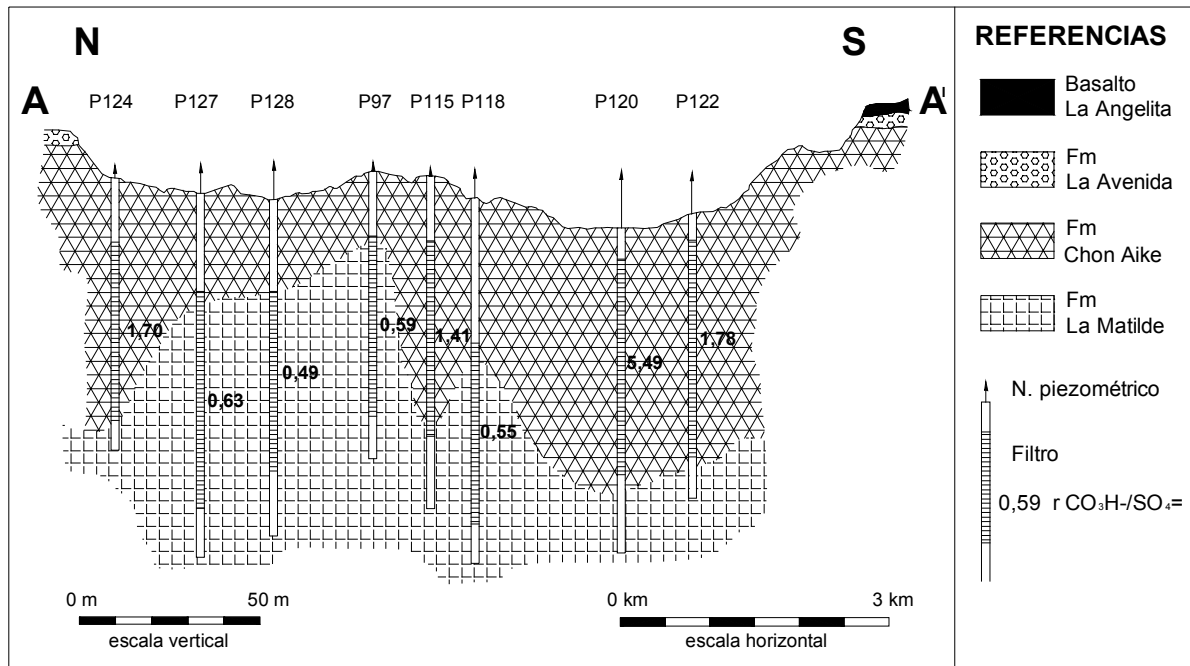 N
S
A
A'
P124
P127
P128
P97
P115
P118
P120
P122
1,70
0,63
0,49
0,59
1,41
0,55
5,49
1,78
0 m
50 m
escala vertical
0 km
3 km
escala horizontal
REFERENCIAS
Basalto
La Angelita
Fm
La Avenida
Fm
Chon Aike
Fm
La Matilde
N. piezométrico
Filtro
0,59 r CO₃H-/SO₄=